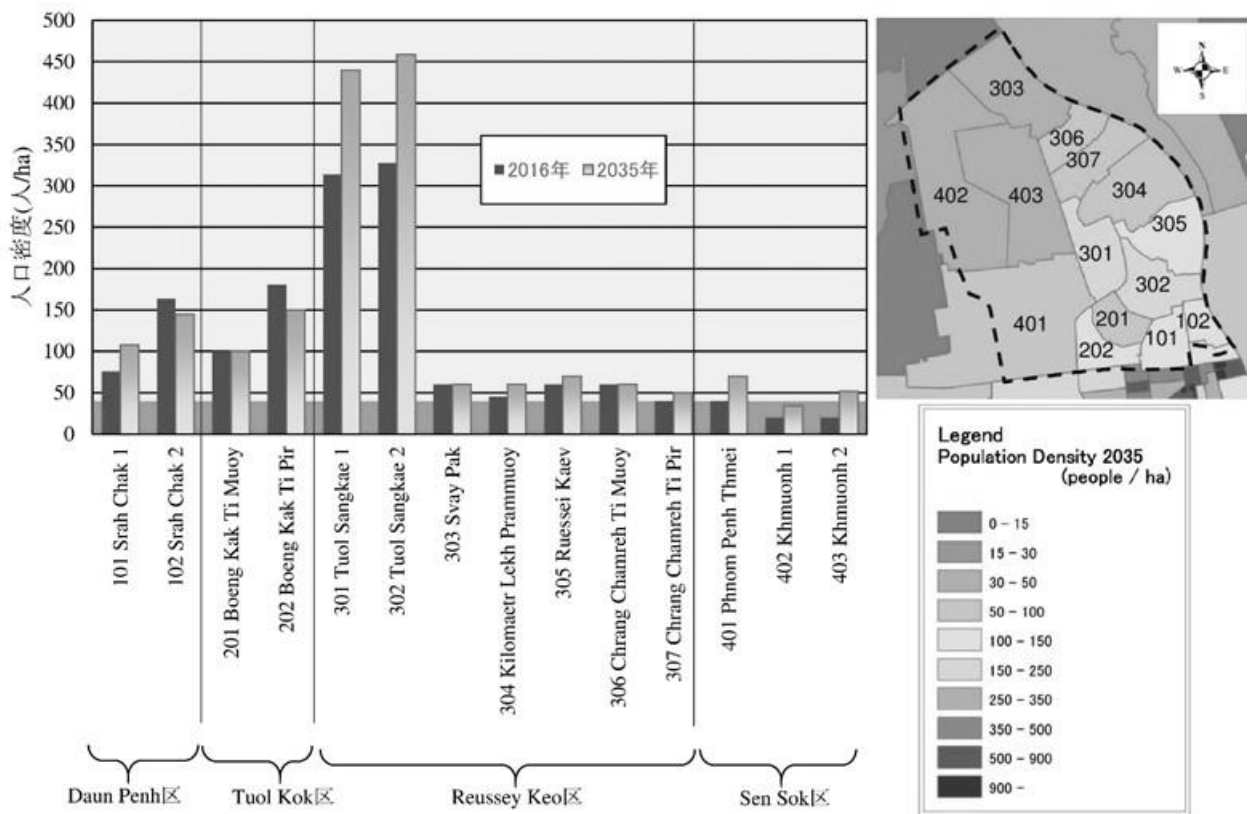 500
450
400
350
300
250
200
150
100
50
0
人口密度(人/ha)
2016年 2035年
101 Srah Chak 1
102 Srah Chak 2
201 Boeng Kak Ti Muoy
202 Boeng Kak Ti Pir
301 Tuol Sangkae 1
302 Tuol Sangkae 2
303 Svay Pak
304 Kilomaetr Lekh Prammuoy
305 Ruessei Kaev
306 Chrang Chamreh Ti Muoy
307 Chrang Chamreh Ti Pir
401 Phnom Penh Thmei
402 Khmuonh 1
403 Khmuonh 2
Daun Penh区
Tuol Kok区
Reussey Keo区
Sen Sok区
N
W E
S
303
306
307
402
403
304
305
301
302
401
201
102
202
101
Legend
Population Density 2035
(people / ha)
0 - 15
15 - 30
30 - 50
50 - 100
100 - 150
150 - 250
250 - 350
350 - 500
500 - 900
900 -